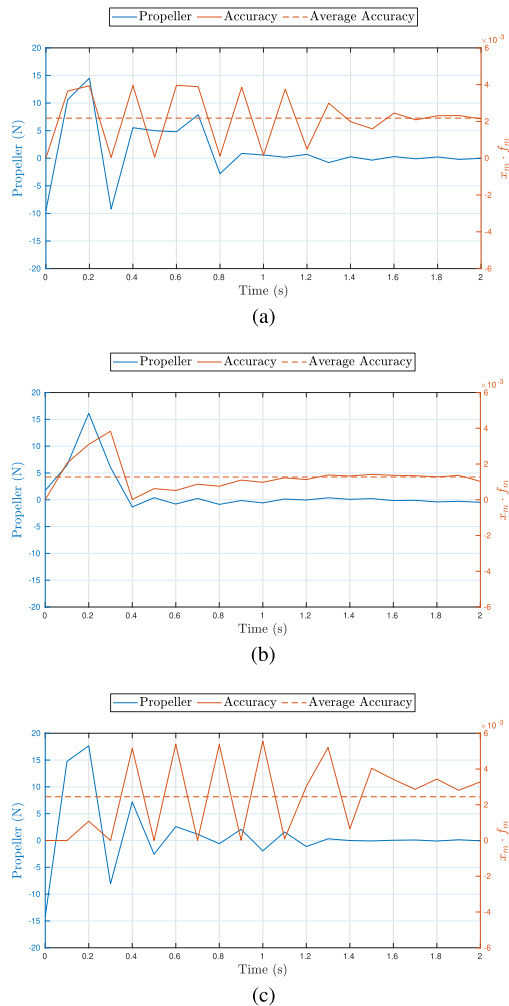 Propeller Accuracy Average Accuracy
×10⁻³
20 15 10 5 0 -5 -10 -15 -20
Propeller (N)
6 4 2 0 -2 -4 -6
x_m · f_m
0 0.2 0.4 0.6 0.8 1 1.2 1.4 1.6 1.8 2
Time (s)
(a)
Propeller Accuracy Average Accuracy
×10⁻³
20 15 10 5 0 -5 -10 -15 -20
Propeller (N)
6 4 2 0 -2 -4 -6
x_m · f_m
0 0.2 0.4 0.6 0.8 1 1.2 1.4 1.6 1.8 2
Time (s)
(b)
Propeller Accuracy Average Accuracy
×10⁻³
20 15 10 5 0 -5 -10 -15 -20
Propeller (N)
6 4 2 0 -2 -4 -6
x_m · f_m
0 0.2 0.4 0.6 0.8 1 1.2 1.4 1.6 1.8 2
Time (s)
(c)